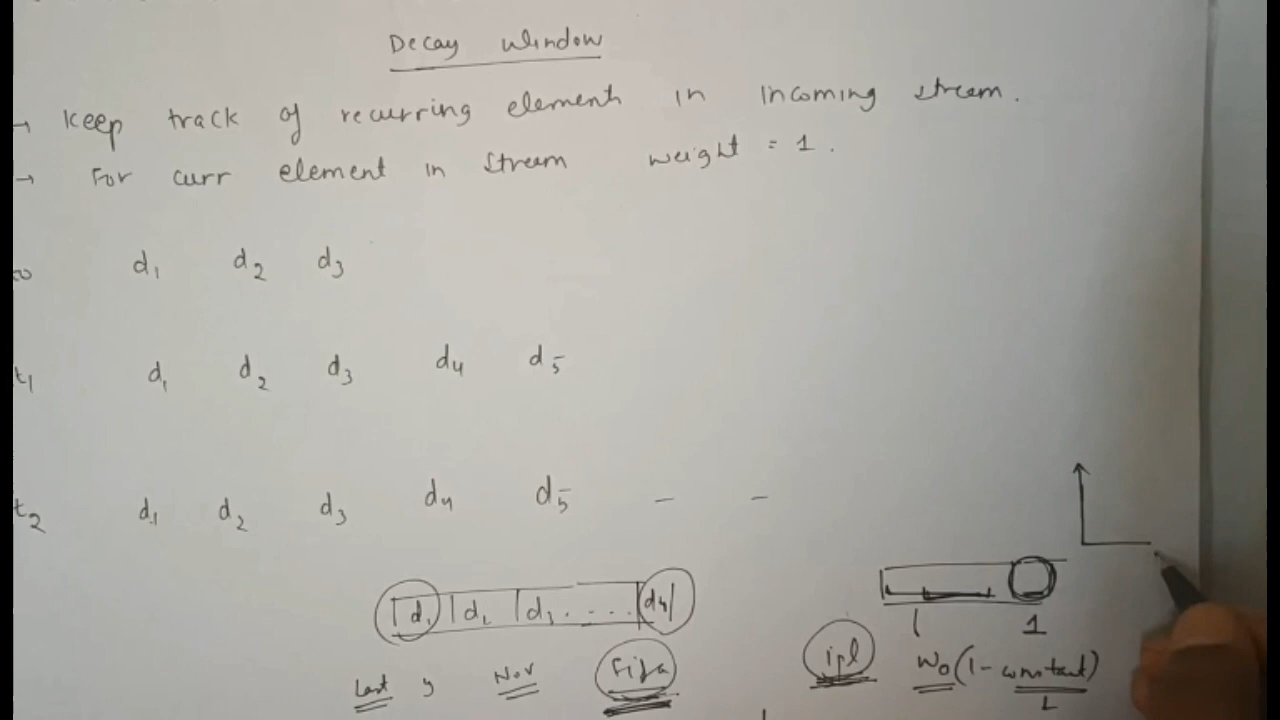 Decay Window
→ Keep track of recurring element in incoming stream.
→ For curr element in Stream weight = 1.
t0 d1 d2 d3
t1 d1 d2 d3 d4 d5
t2 d1 d2 d3 d4 d5 - -
d1 | d2 | d3 . - - . . | d4 |
1
Last y Nov Fifa
ipl W0 (1 - constant)